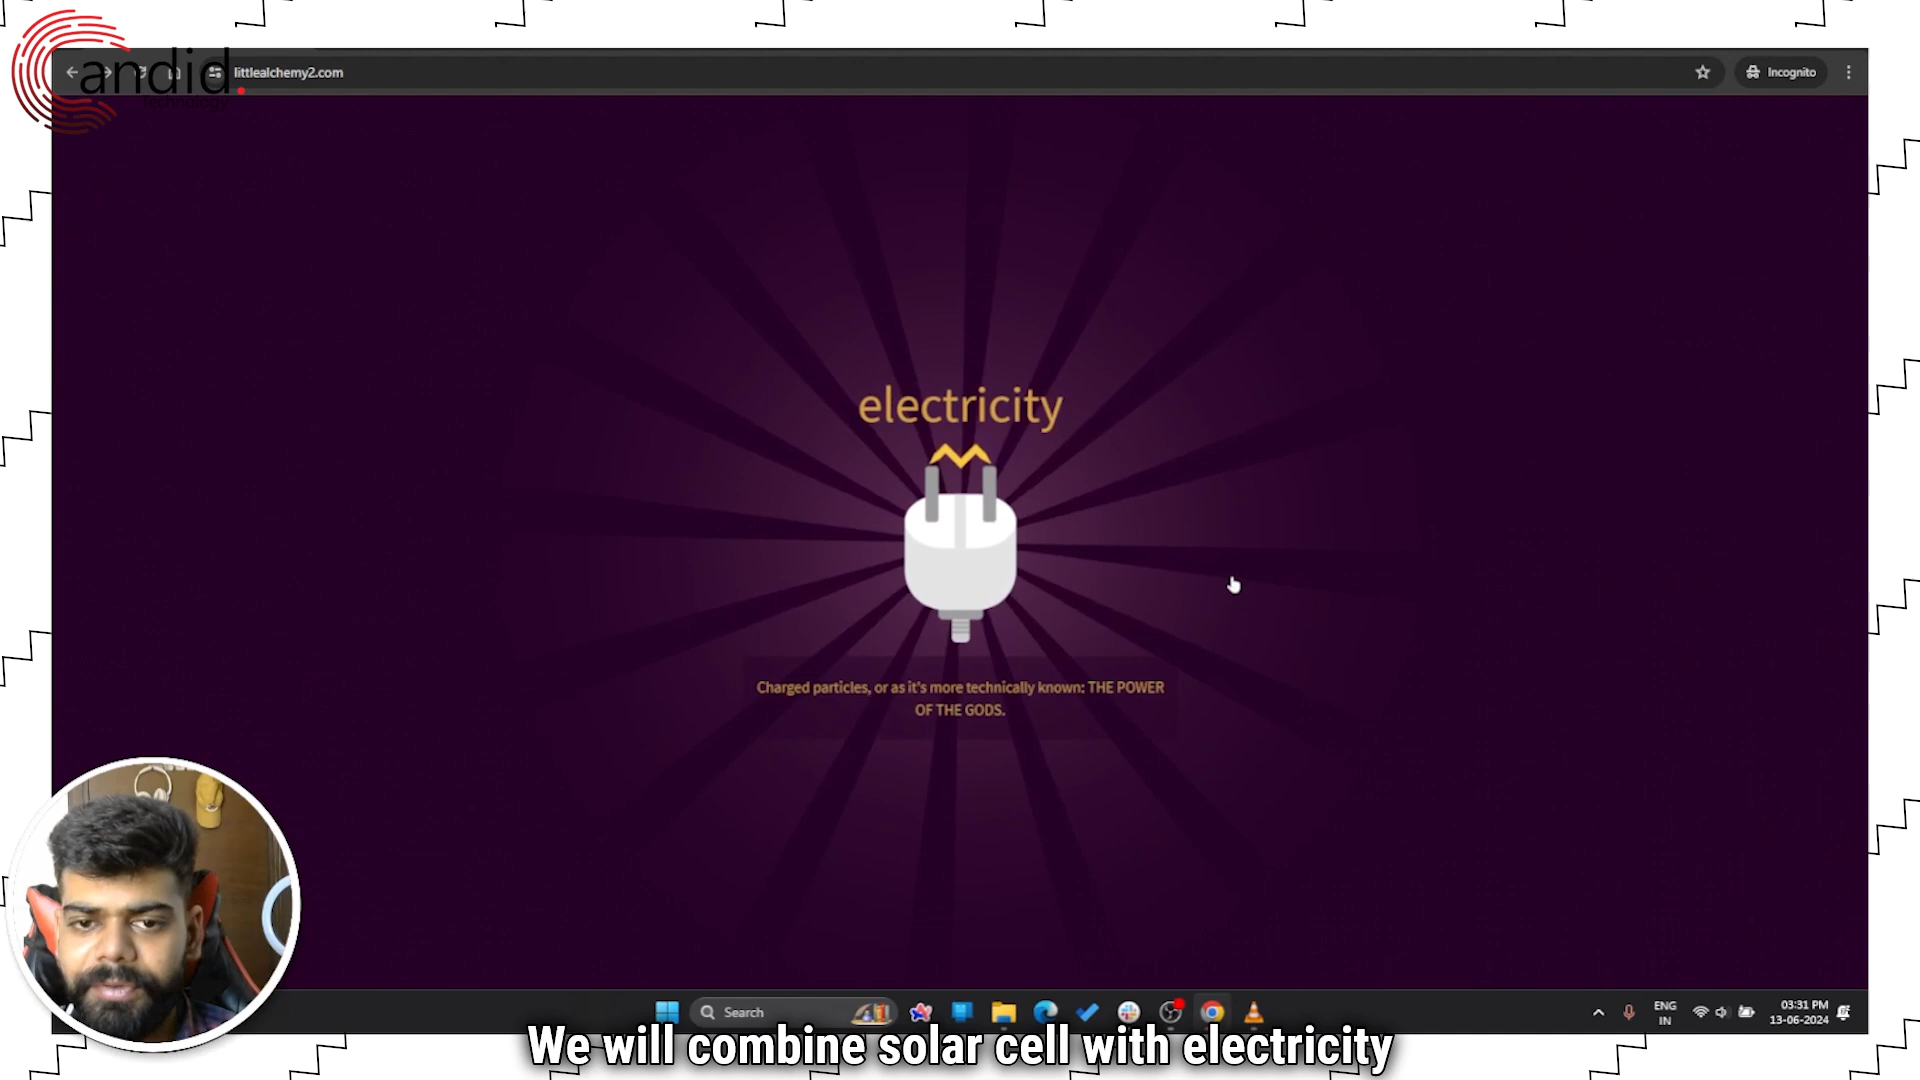 andid.
Technology
littlealchemy2.com
Incognito
electricity
Charged particles, or as it's more technically known: THE POWER
OF THE GODS.
Search
ENG
IN
03:31 PM
13-06-2024
We will combine solar cell with electricity